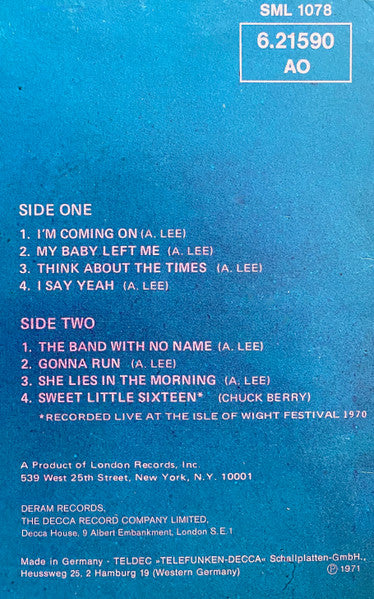 SML 1078
6.21590
AO
SIDE ONE
1. I'M COMING ON (A. LEE)
2. MY BABY LEFT ME (A. LEE)
3. THINK ABOUT THE TIMES (A. LEE)
4. I SAY YEAH (A. LEE)
SIDE TWO
1. THE BAND WITH NO NAME (A. LEE)
2. GONNA RUN (A. LEE)
3. SHE LIES IN THE MORNING (A, LEE)
4. SWEET LITTLE SIXTEEN* (CHUCK BERRY)
*RECORDED LIVE AT THE ISLE OF WIGHT FESTIVAL 1970
A Product of London Records, Inc.
539 West 25th Street, New York, N.Y. 10001
DERAM RECORDS,
THE DECCA RECORD COMPANY LIMITED,
Decca House, 9 Albert Embankment, London S.E.1
Made in Germany - TELDEC »TELEFUNKEN-DECCA« Schallplatten-GmbH.,
Heussweg 25, 2 Hamburg 19 (Western Germany) ℗ 1971